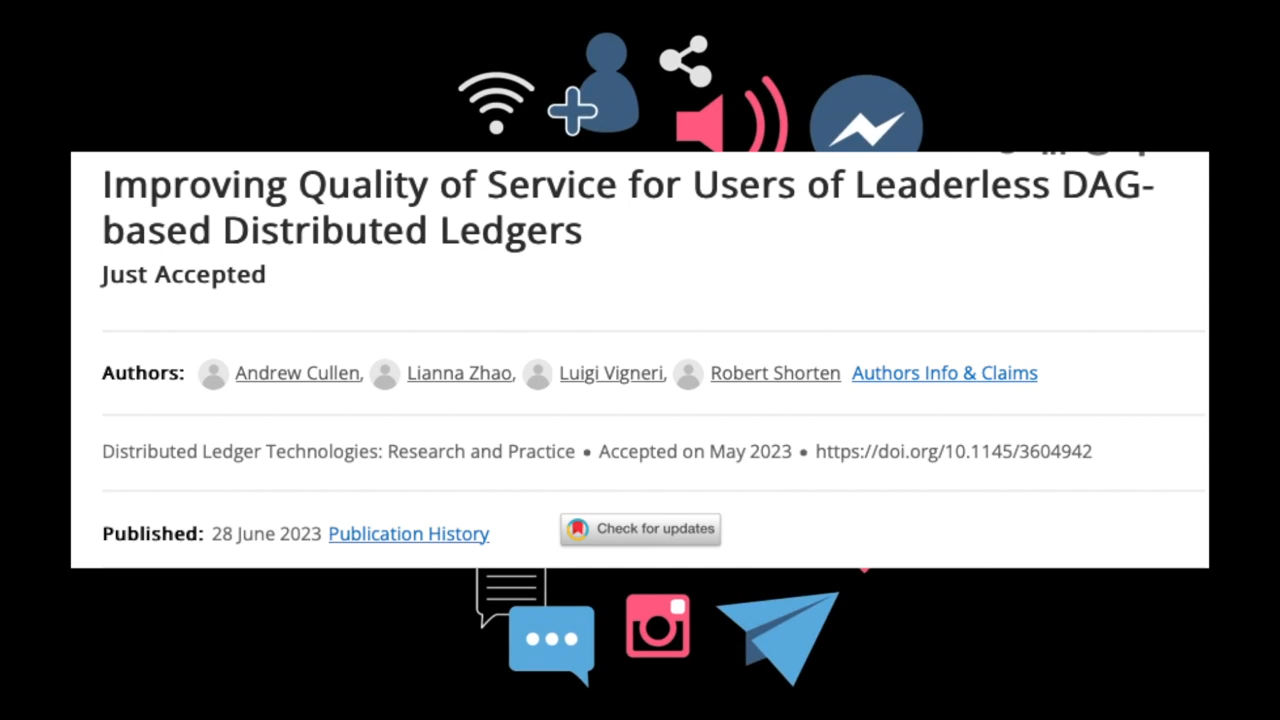 Improving Quality of Service for Users of Leaderless DAG-
based Distributed Ledgers
Just Accepted
Authors: Andrew Cullen, Lianna Zhao, Luigi Vigneri, Robert Shorten Authors Info & Claims
Distributed Ledger Technologies: Research and Practice • Accepted on May 2023 • https://doi.org/10.1145/3604942
Published: 28 June 2023 Publication History Check for updates